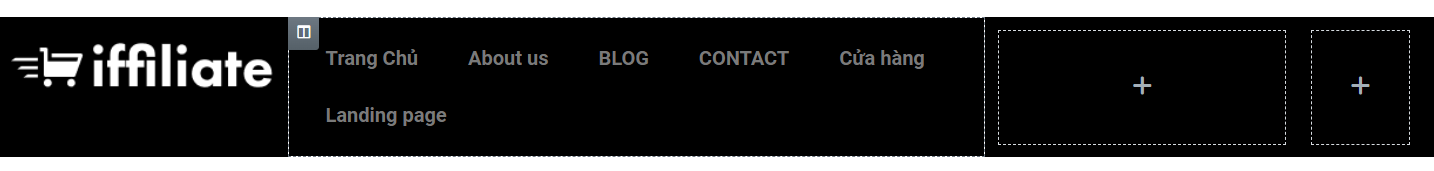 iffiliate
Trang Chủ About us BLOG CONTACT Cửa hàng
Landing page